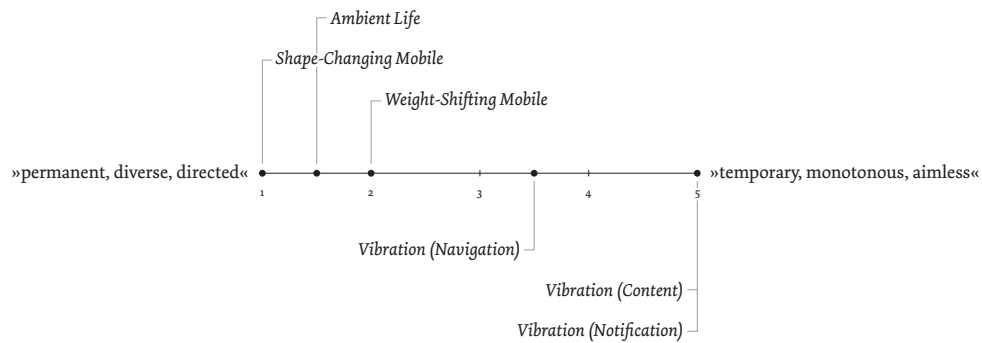 Ambient Life
Shape-Changing Mobile
Weight-Shifting Mobile
»permanent, diverse, directed« »temporary, monotonous, aimless«
1 2 3 4 5
Vibration (Navigation)
Vibration (Content)
Vibration (Notification)